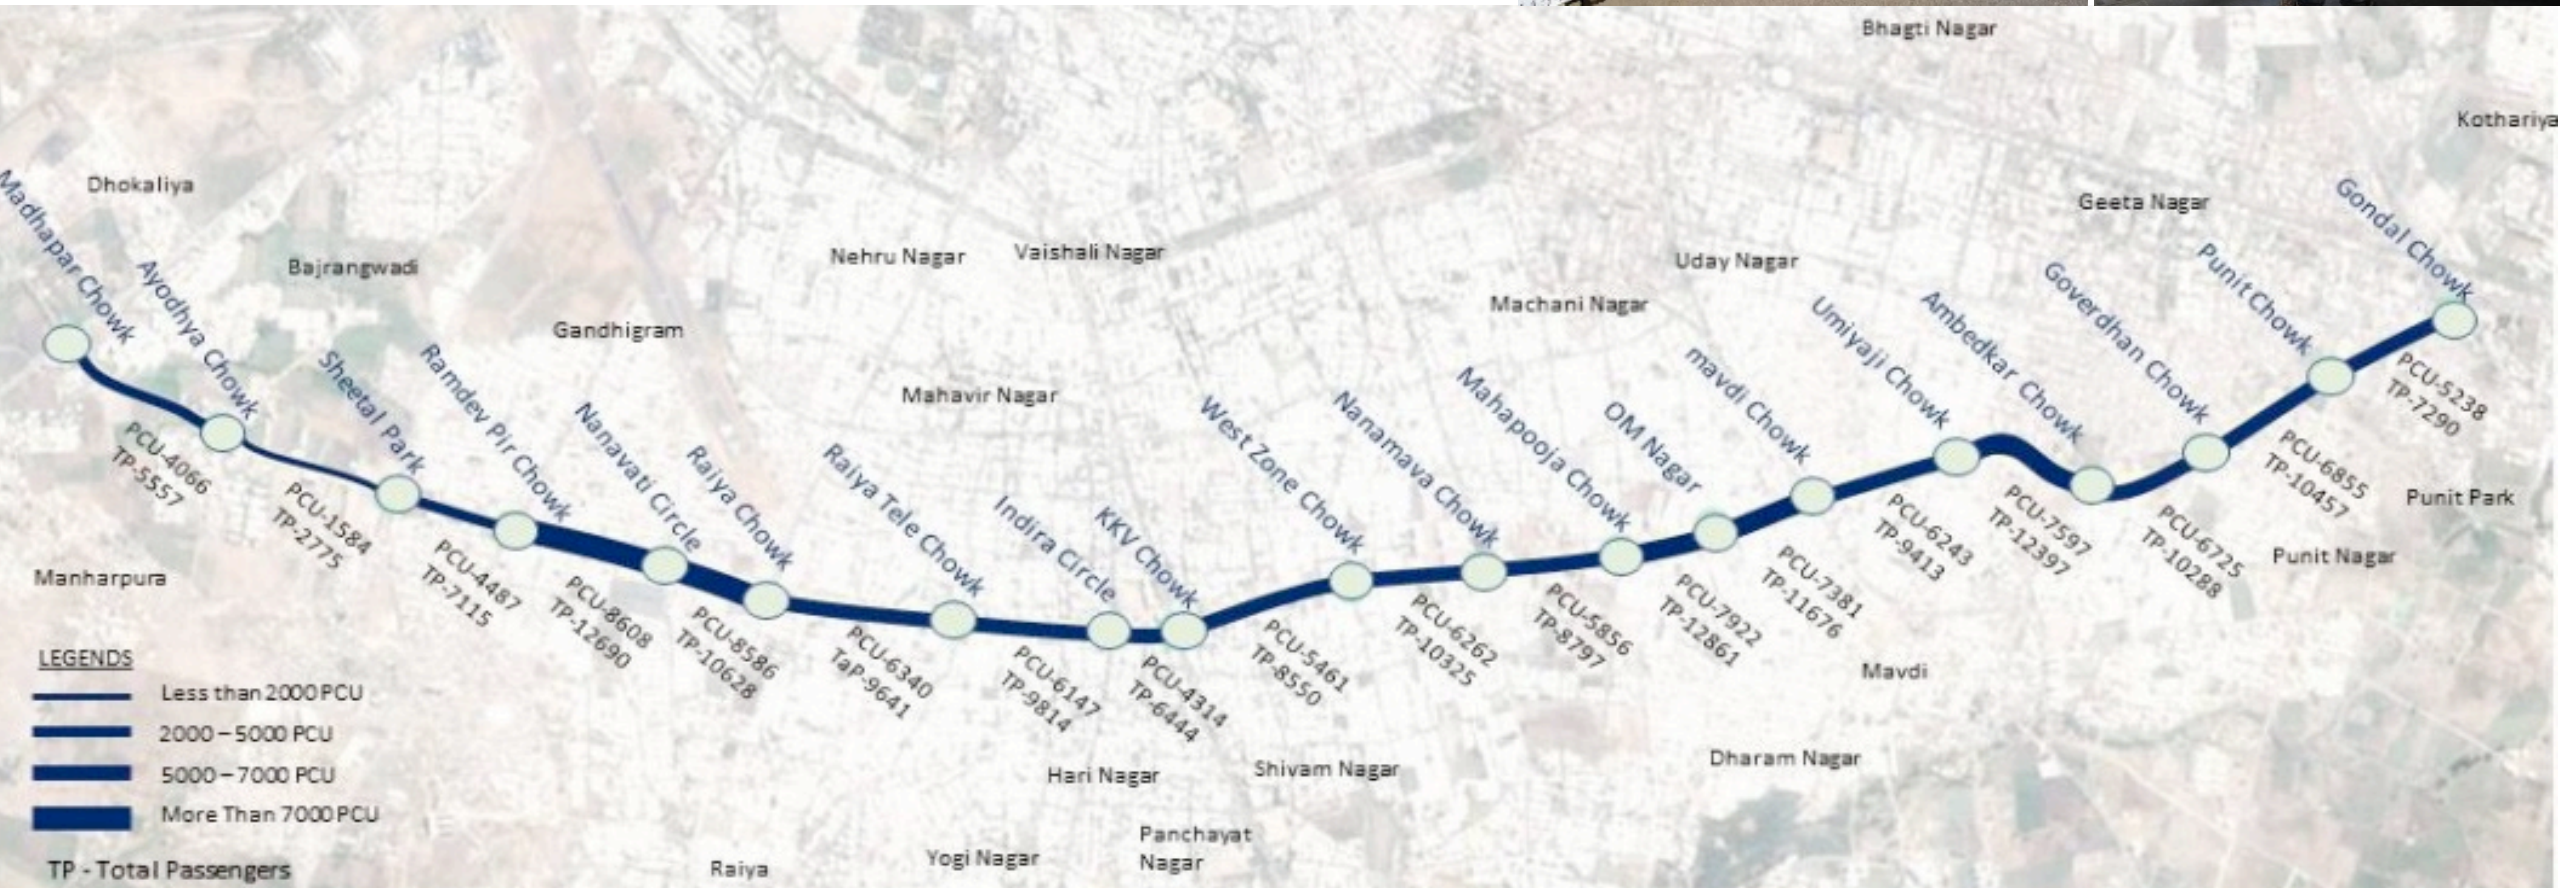 Bhagti Nagar
Kothariya
Dhokaliya
Geeta Nagar
Bajrangwadi
Nehru Nagar
Vaishali Nagar
Uday Nagar
Machani Nagar
Gandhigram
Mahavir Nagar
Madhapar Chowk
Ayodhya Chowk
Sheetal Park
Ramdev Pir Chowk
Nanavati Circle
Raiya Chowk
Raiya Tele Chowk
Indira Circle
KKV Chowk
West Zone Chowk
Nanamava Chowk
Mahapooja Chowk
OM Nagar
mavdi Chowk
Umiyaji Chowk
Ambedkar Chowk
Goverdhan Chowk
Punit Chowk
Gondal Chowk
PCU-4066
TP-5557
PCU-1584
TP-2775
PCU-4487
TP-7115
PCU-8608
TP-12690
PCU-8586
TP-10628
PCU-6340
TaP-9641
PCU-6147
TP-9814
PCU-4314
TP-6444
PCU-5461
TP-8550
PCU-6262
TP-10325
PCU-5856
TP-8797
PCU-7922
TP-12861
PCU-7381
TP-11676
PCU-6243
TP-9413
PCU-7597
TP-12397
PCU-6725
TP-10288
PCU-6855
TP-10457
PCU-5238
TP-7290
Punit Park
Punit Nagar
Manharpura
Mavdi
Dharam Nagar
Hari Nagar
Shivam Nagar
Panchayat
Nagar
Yogi Nagar
Raiya
LEGENDS
Less than 2000 PCU
2000 – 5000 PCU
5000 – 7000 PCU
More Than 7000 PCU
TP - Total Passengers